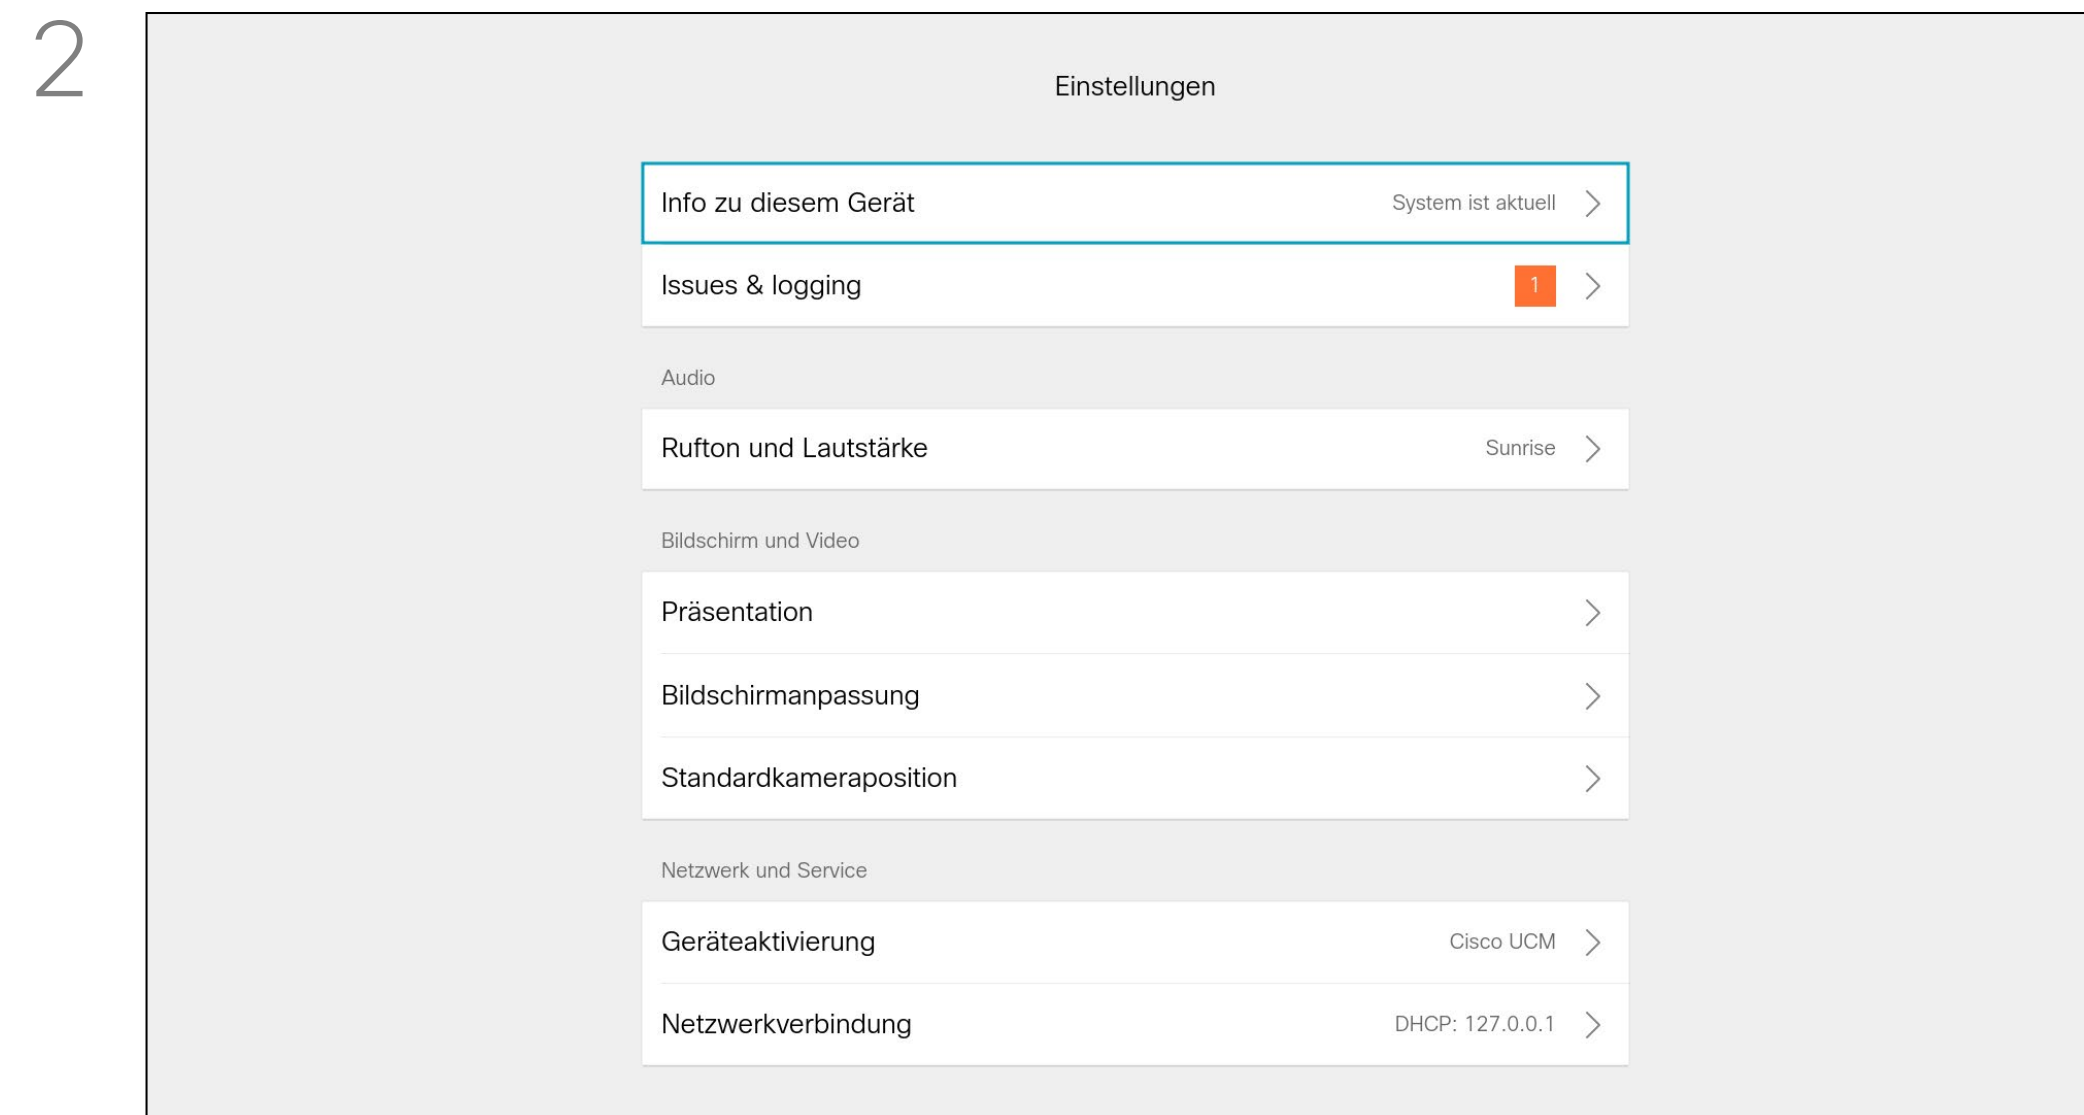 2
Einstellungen
Info zu diesem Gerät System ist aktuell
Issues & logging 1
Audio
Rufton und Lautstärke Sunrise
Bildschirm und Video
Präsentation
Bildschirmanpassung
Standardkameraposition
Netzwerk und Service
Geräteaktivierung Cisco UCM
Netzwerkverbindung DHCP: 127.0.0.1